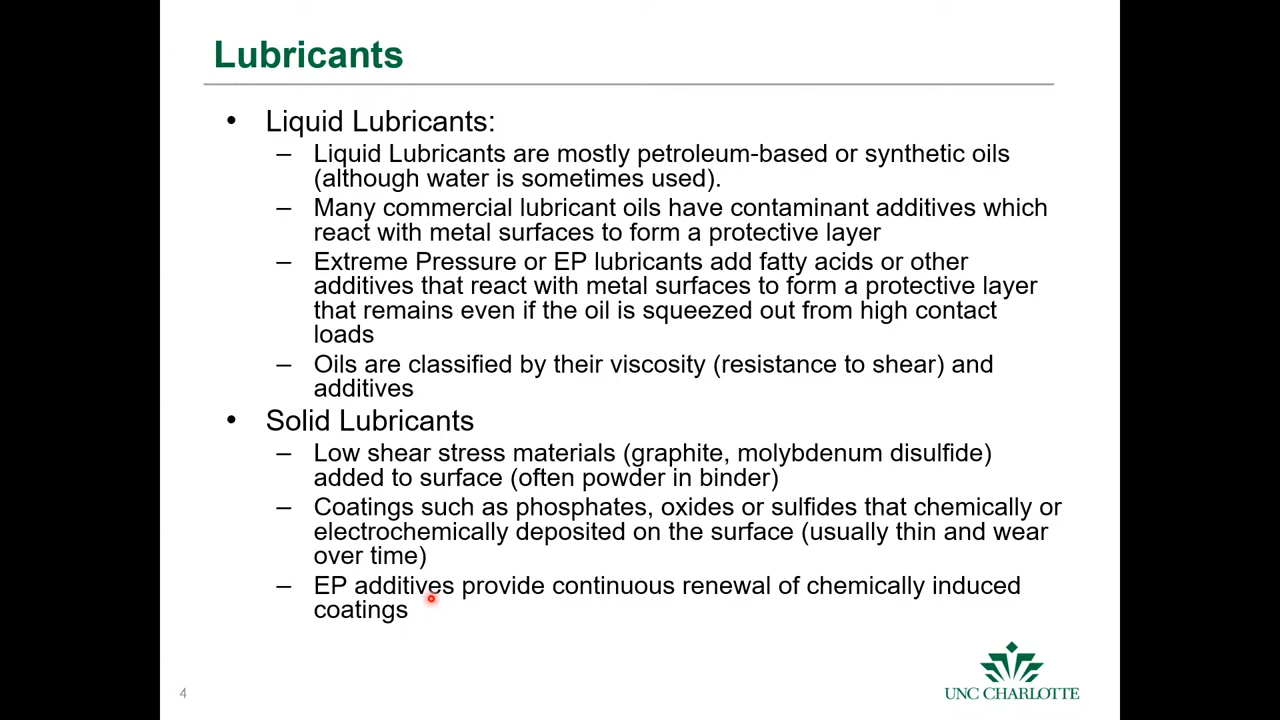 Lubricants
• Liquid Lubricants:
– Liquid Lubricants are mostly petroleum-based or synthetic oils
(although water is sometimes used).
– Many commercial lubricant oils have contaminant additives which
react with metal surfaces to form a protective layer
– Extreme Pressure or EP lubricants add fatty acids or other
additives that react with metal surfaces to form a protective layer
that remains even if the oil is squeezed out from high contact
loads
– Oils are classified by their viscosity (resistance to shear) and
additives
• Solid Lubricants
– Low shear stress materials (graphite, molybdenum disulfide)
added to surface (often powder in binder)
– Coatings such as phosphates, oxides or sulfides that chemically or
electrochemically deposited on the surface (usually thin and wear
over time)
– EP additives provide continuous renewal of chemically induced
coatings
4
UNC CHARLOTTE